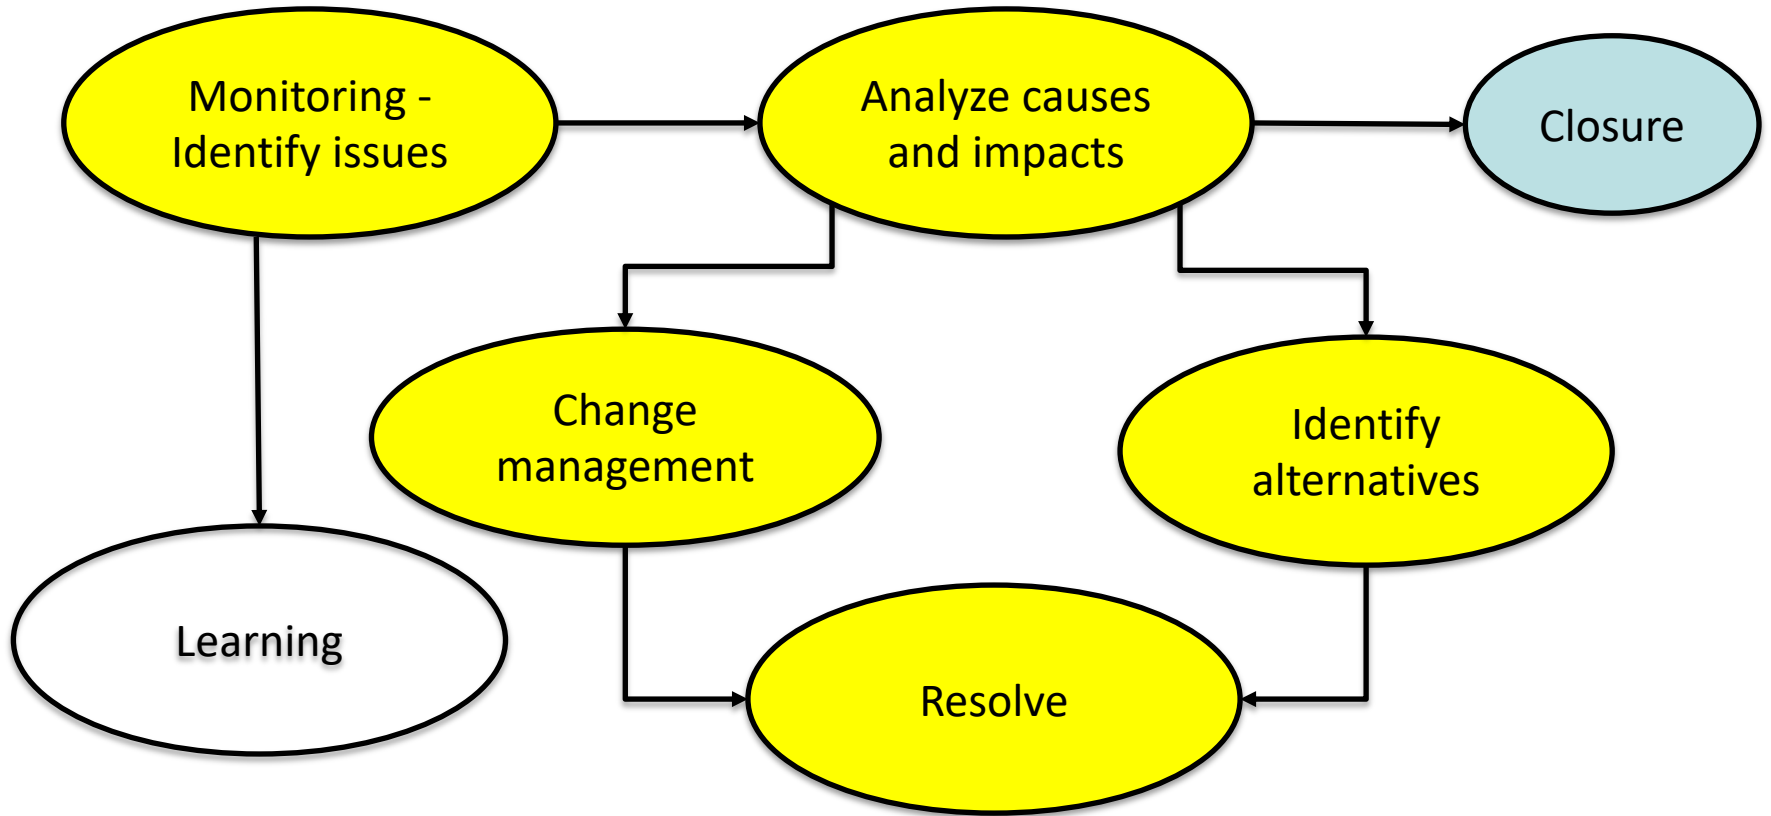 Monitoring -
Identify issues
Analyze causes
and impacts
Closure
Change
management
Identify
alternatives
Learning
Resolve